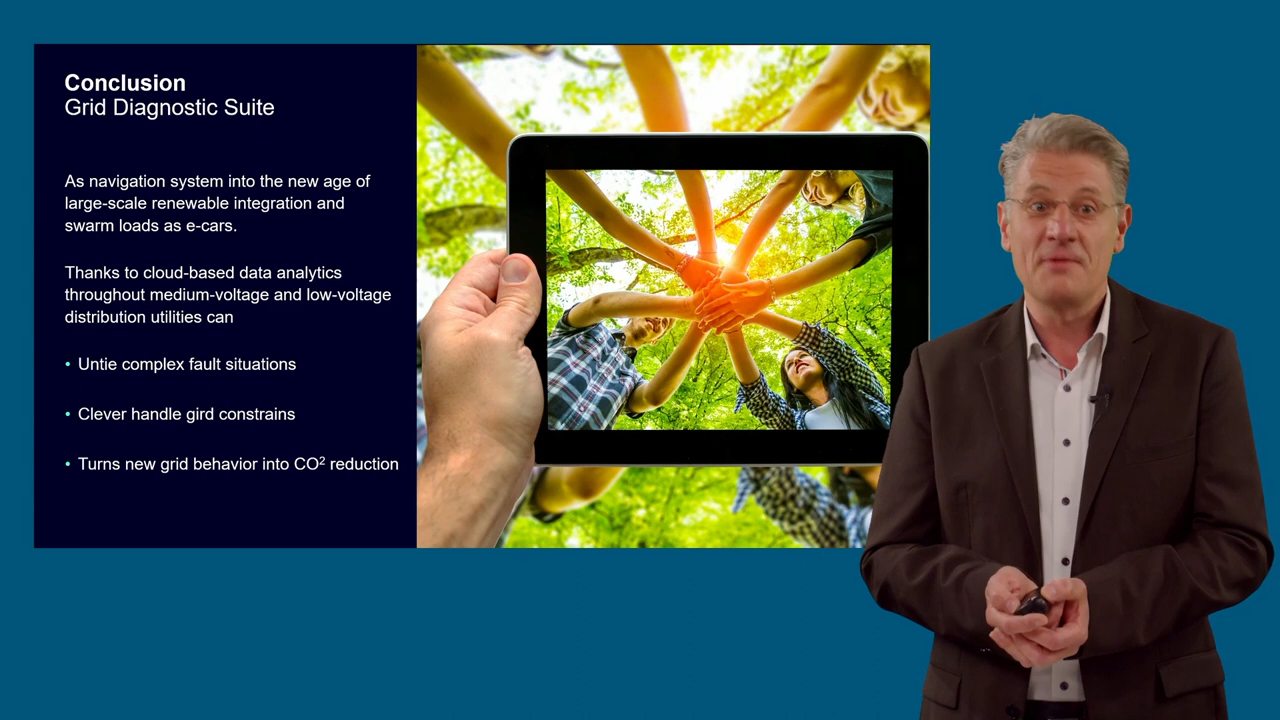 Conclusion
Grid Diagnostic Suite
As navigation system into the new age of
large-scale renewable integration and
swarm loads as e-cars.
Thanks to cloud-based data analytics
throughout medium-voltage and low-voltage
distribution utilities can
• Untie complex fault situations
• Clever handle gird constrains
• Turns new grid behavior into CO² reduction